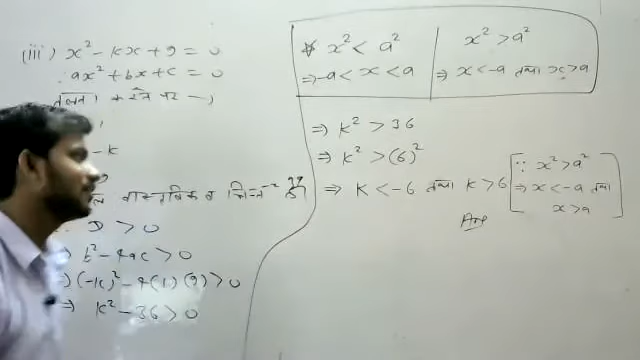 (iii) x² - kx + 9 = 0
ax² + bx + c = 0
तुलना करने पर →
- k
9
वास्तविक व भिन्न
D > 0
b² - 4ac > 0
⇒ (-k)² - 4(1)(9) > 0
⇒ k² - 36 > 0
* x² < a²
⇒ -a < x < a
x² > a²
⇒ x < -a तथा x > a
⇒ k² > 36
⇒ k² > (6)²
⇒ k < -6 तथा k > 6
Ans
∵ x² > a²
⇒ x < -a तथा
x > a